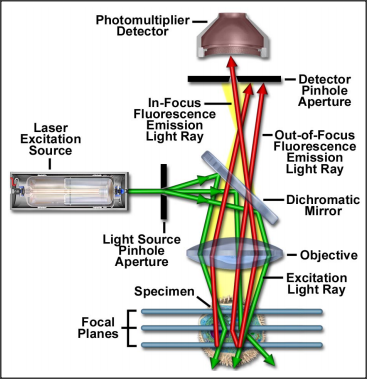 Photomultiplier
Detector
Detector
Pinhole
Aperture
In-Focus
Fluorescence
Emission
Light Ray
Out-of-Focus
Fluorescence
Emission
Light Ray
Laser
Excitation
Source
Dichromatic
Mirror
Light Source
Pinhole
Aperture
Objective
Excitation
Light Ray
Specimen
Focal
Planes